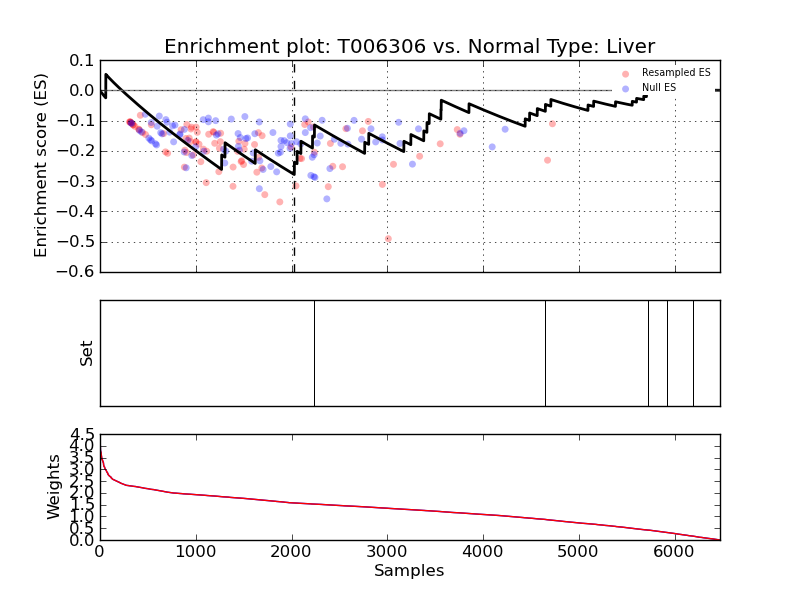 Enrichment plot: T006306 vs. Normal Type: Liver
Enrichment score (ES)
0.1
0.0
−0.1
−0.2
−0.3
−0.4
−0.5
−0.6
Resampled ES
Null ES
Set
Weights
4.5
4.0
3.5
3.0
2.5
2.0
1.5
1.0
0.5
0.0
0 1000 2000 3000 4000 5000 6000
Samples